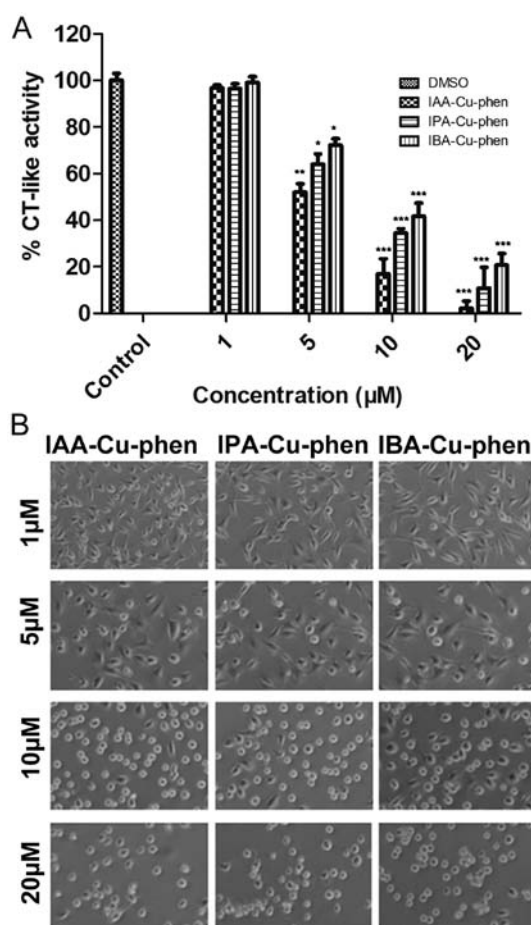 A
120
100
80
60
40
20
0
% CT-like activity
DMSO
IAA-Cu-phen
IPA-Cu-phen
IBA-Cu-phen
**
*
*
***
***
***
***
***
***
Control
1
5
10
20
Concentration (µM)
B
IAA-Cu-phen IPA-Cu-phen IBA-Cu-phen
1µM
5µM
10µM
20µM